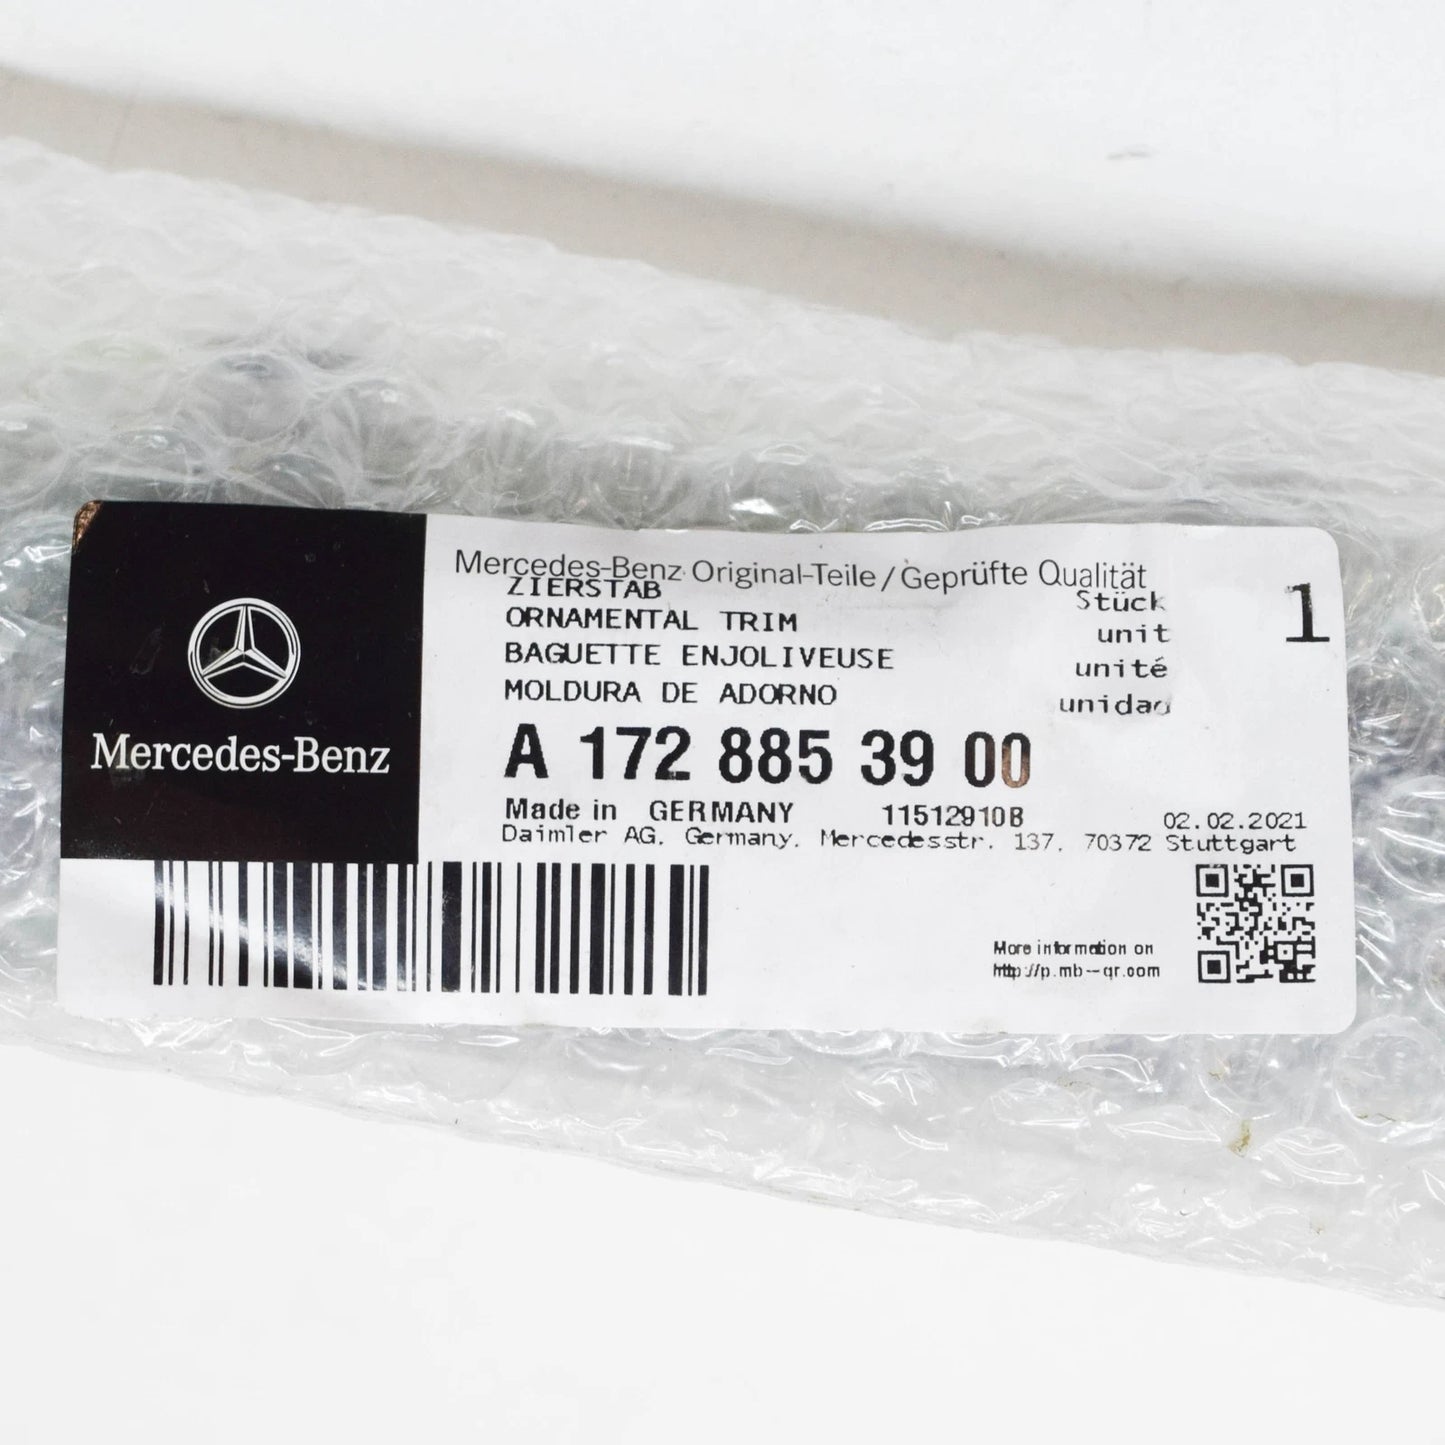 Mercedes-Benz
Mercedes-Benz Original-Teile/Geprüfte Qualität
ZIERSTAB Stück 1
ORNAMENTAL TRIM unit
BAGUETTE ENJOLIVEUSE unité
MOLDURA DE ADORNO unidad
A 172 885 39 00
Made in GERMANY 11512910B 02.02.2021
Daimler AG, Germany, Mercedesstr. 137, 70372 Stuttgart
More information on
http://p.mb-qr.com